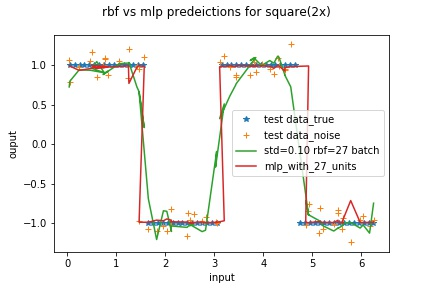 rbf vs mlp predeictions for square(2x)
1.0
0.5
0.0
−0.5
−1.0
ouput
test data_true
test data_noise
std=0.10 rbf=27 batch
mlp_with_27_units
0 1 2 3 4 5 6
input